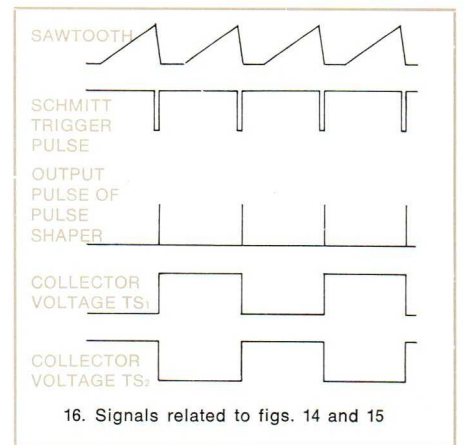 SAWTOOTH
SCHMITT
TRIGGER
PULSE
OUTPUT
PULSE OF
PULSE
SHAPER
COLLECTOR
VOLTAGE TS₁
COLLECTOR
VOLTAGE TS₂
16. Signals related to figs. 14 and 15